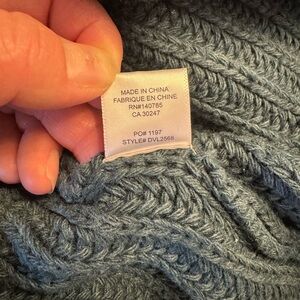 MADE IN CHINA
FABRIQUE EN CHINE
RN#140785
CA 30247
PO# 1197
STYLE# DVL2568